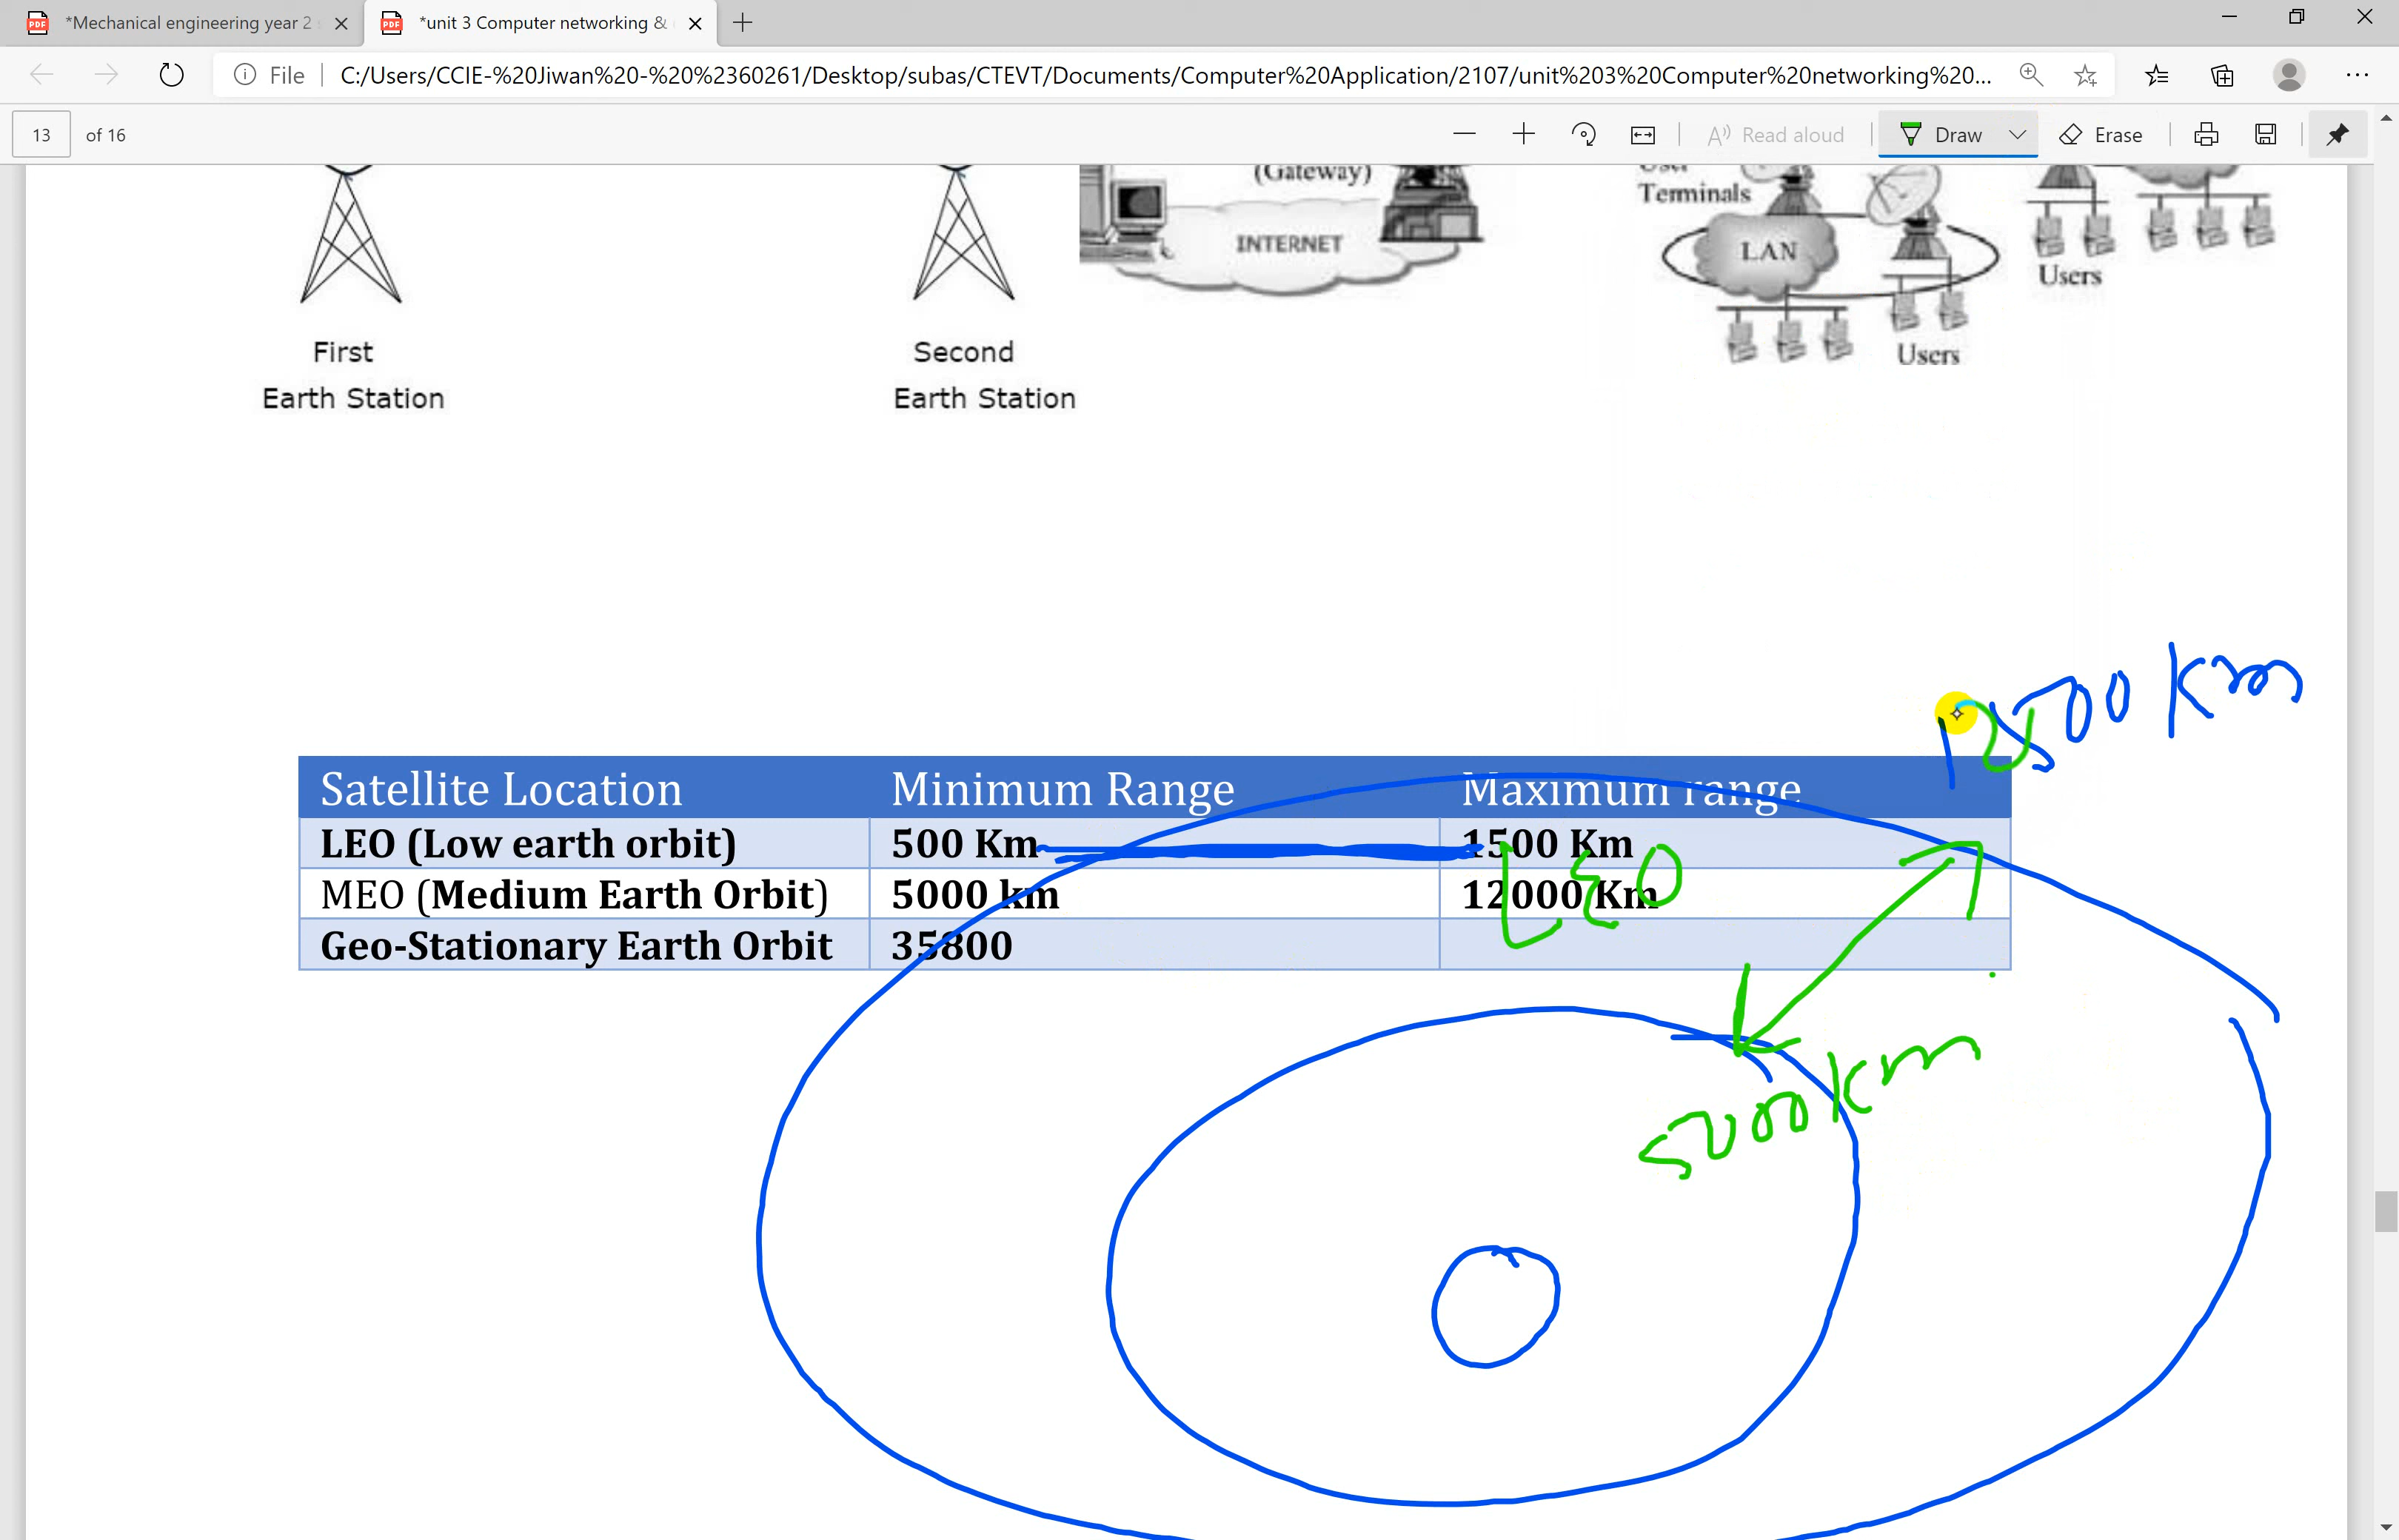 *Mechanical engineering year 2
*unit 3 Computer networking &
File
C:/Users/CCIE-%20Jiwan%20-%20%2360261/Desktop/subas/CTEVT/Documents/Computer%20Application/2107/unit%203%20Computer%20networking%20...
13 of 16
Read aloud
Draw
Erase
(Gateway)
Terminals
INTERNET
LAN
Users
Users
First
Earth Station
Second
Earth Station
00 Km
Satellite Location Minimum Range Maximum range
LEO (Low earth orbit) 500 Km 1500 Km
MEO (Medium Earth Orbit) 5000 km 12000 Km
Geo-Stationary Earth Orbit 35800
LEO
5000 km